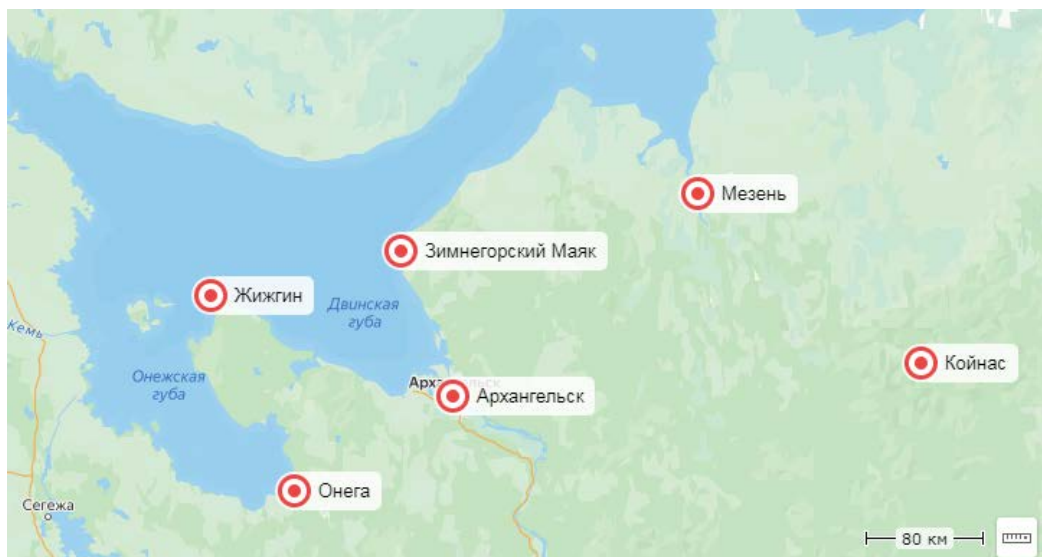 Мезень
Зимнегорский Маяк
Жижгин
Двинская
губа
Кемь
Онежская
губа
Койнас
Архангельск
Архангельск
Онега
Сегежа
80 км